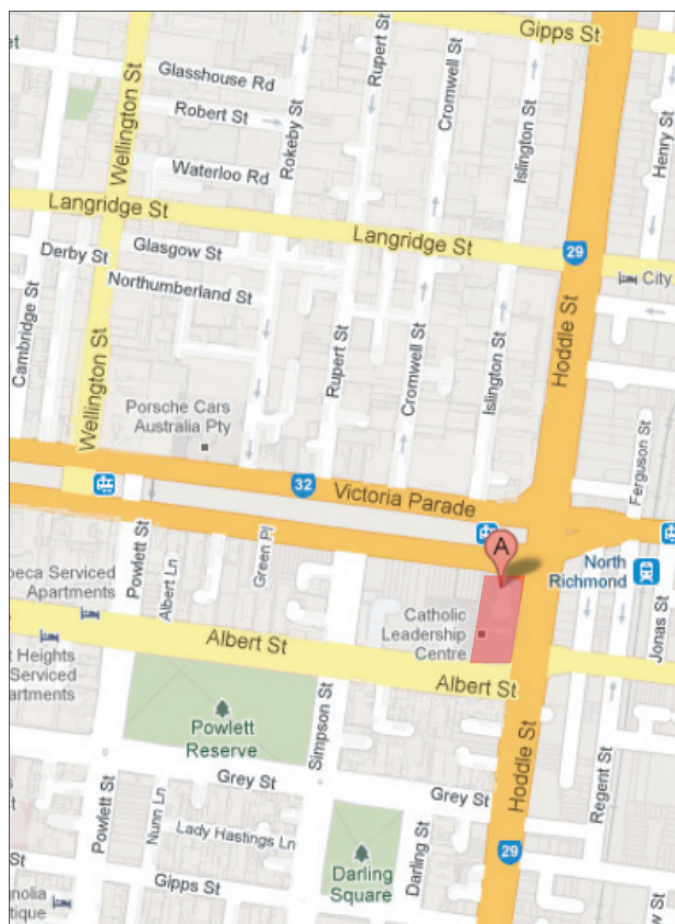 Gipps St
Glasshouse Rd
Robert St
Wellington St
Rokeby St
Rupert St
Cromwell St
Islington St
Henry St
Waterloo Rd
Langridge St
Langridge St
Derby St
Glasgow St
29
City
Northumberland St
Cambridge St
Wellington St
Rupert St
Cromwell St
Islington St
Hoddle St
Porsche Cars
Australia Pty
Ferguson St
32
Victoria Parade
A
Powlett St
Albert Ln
Green Pl
North
Richmond
beca Serviced
Apartments
Catholic
Leadership
Centre
Jonas St
Albert St
t Heights
Serviced
artments
Albert St
Simpson St
Powlett
Reserve
Hoddle St
Regent St
Grey St
Grey St
Powlett St
Nunn Ln
Lady Hastings Ln
Darling St
29
Darling
Square
St
Gipps St
gnolia
tique
w St